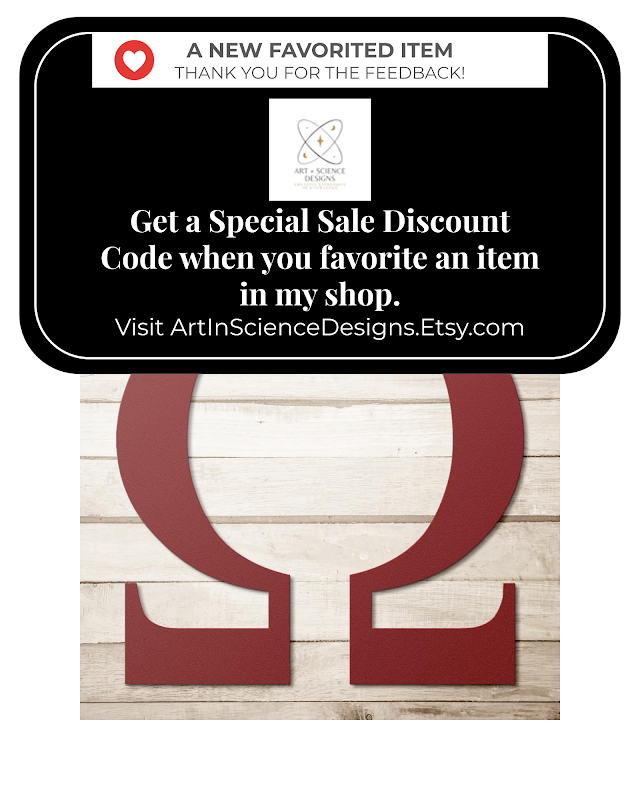 A NEW FAVORITED ITEM
THANK YOU FOR THE FEEDBACK!
ART + SCIENCE
DESIGNS
Get a Special Sale Discount
Code when you favorite an item
in my shop.
Visit ArtInScienceDesigns.Etsy.com
Ω